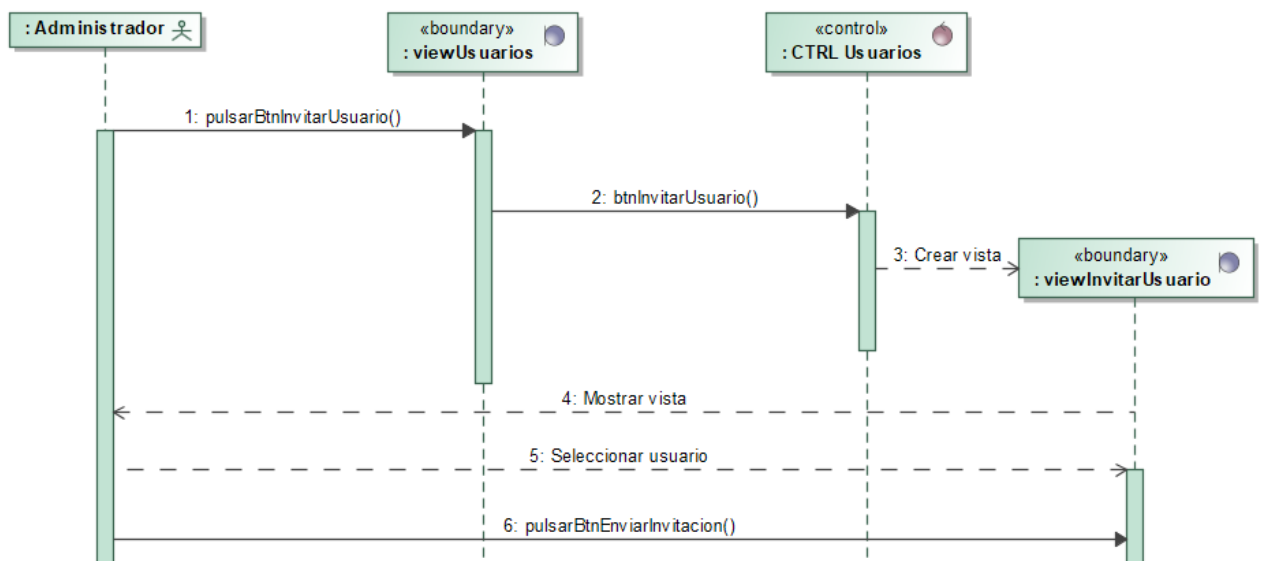 : Administrador
«boundary»
: viewUsuarios
«control»
: CTRL Usuarios
1: pulsarBtnInvitarUsuario()
2: btnInvitarUsuario()
3: Crear vista
«boundary»
: viewInvitarUsuario
4: Mostrar vista
5: Seleccionar usuario
6: pulsarBtnEnviarInvitacion()